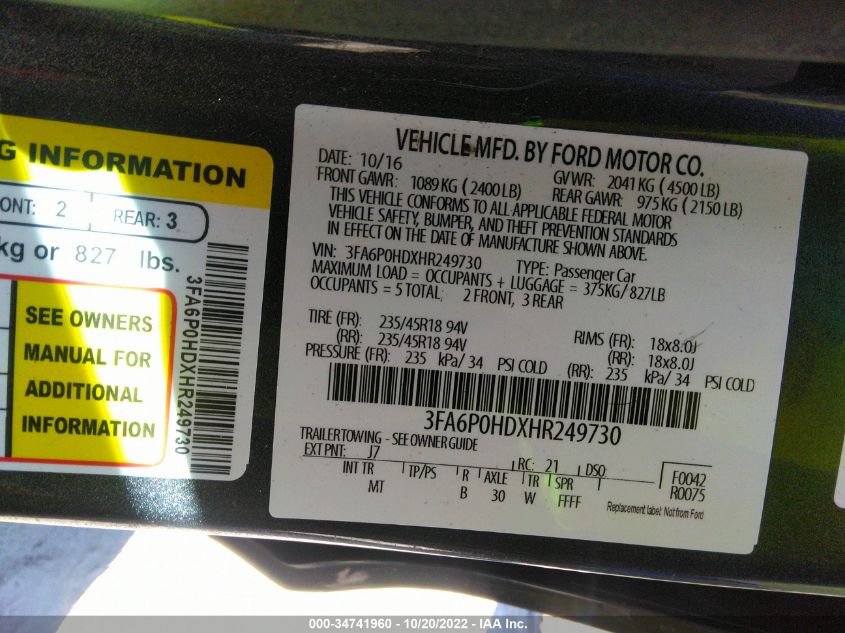 G INFORMATION
ONT: 2 REAR: 3
kg or 827 lbs.
SEE OWNERS
MANUAL FOR
ADDITIONAL
INFORMATION
3FA6P0HDXHR249730
VEHICLE MFD. BY FORD MOTOR CO.
DATE: 10/16 GVWR: 2041 KG (4500 LB)
FRONT GAWR: 1089 KG (2400 LB) REAR GAWR: 975 KG (2150 LB)
THIS VEHICLE CONFORMS TO ALL APPLICABLE FEDERAL MOTOR
VEHICLE SAFETY, BUMPER, AND THEFT PREVENTION STANDARDS
IN EFFECT ON THE DATE OF MANUFACTURE SHOWN ABOVE.
VIN: 3FA6P0HDXHR249730 TYPE: Passenger Car
MAXIMUM LOAD = OCCUPANTS + LUGGAGE = 375KG/827LB
OCCUPANTS = 5 TOTAL; 2 FRONT, 3 REAR
TIRE (FR): 235/45R18 94V RIMS (FR): 18x8.0J
(RR): 235/45R18 94V (RR): 18x8.0J
PRESSURE (FR): 235 kPa/34 PSI COLD (RR): 235 kPa/34 PSI COLD
3FA6P0HDXHR249730
TRAILER TOWING - SEE OWNER GUIDE
EXT PNT: J7 RC: 21 DSO F0042
INT TR TP/PS R AXLE TR SPR R0075
MT B 30 W FFFF
Replacement label: Not from Ford
000-34741960 - 10/20/2022 - IAA Inc.